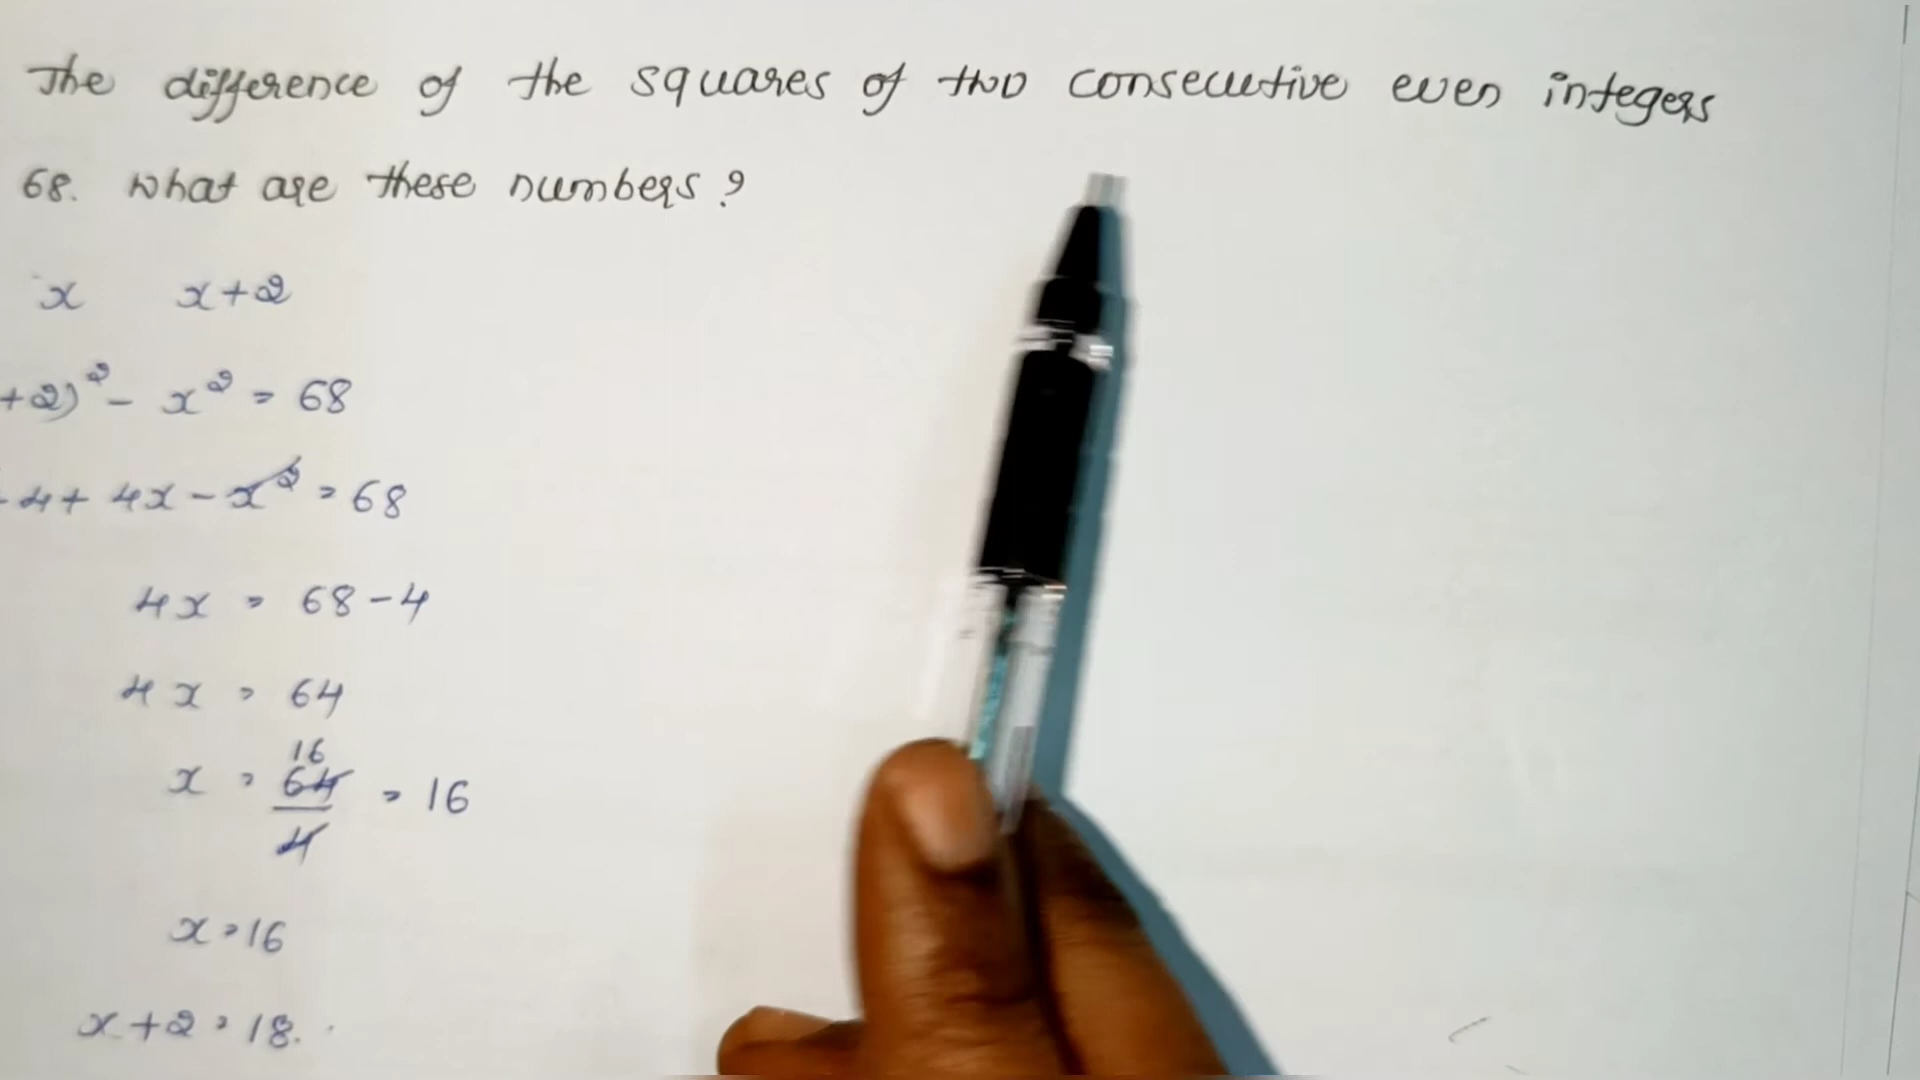 The difference of the squares of two consecutive even integers
68. What are these numbers?
x x+2
+2)² - x² = 68
4 + 4x - x² = 68
4x = 68 - 4
4x = 64
16
x = 64/4 = 16
x = 16
x + 2 = 18.